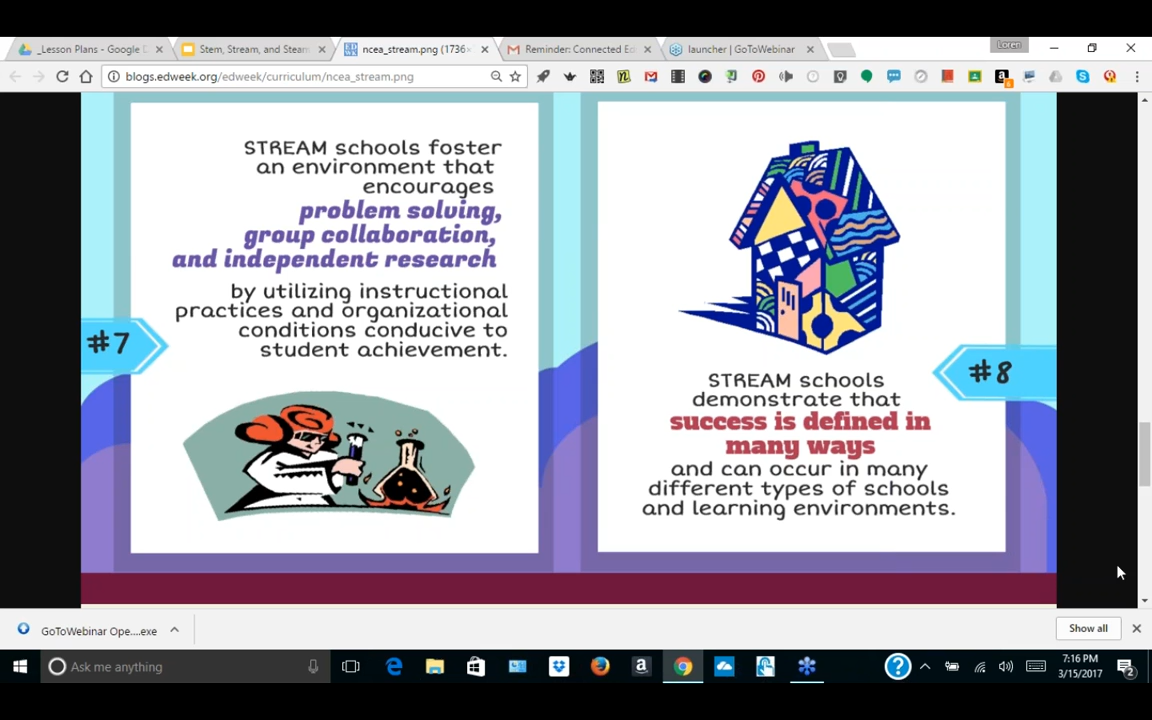 _Lesson Plans - Google D
Stem, Stream, and Steam
ncea_stream.png (1736×
Reminder: Connected Ed
launcher | GoToWebinar
Loren
blogs.edweek.org/edweek/curriculum/ncea_stream.png
STREAM schools foster
an environment that
encourages
problem solving,
group collaboration,
and independent research
by utilizing instructional
practices and organizational
conditions conducive to
student achievement.
#7
STREAM schools
demonstrate that
success is defined in
many ways
and can occur in many
different types of schools
and learning environments.
#8
GoToWebinar Ope....exe
Show all
Ask me anything
7:16 PM
3/15/2017
2